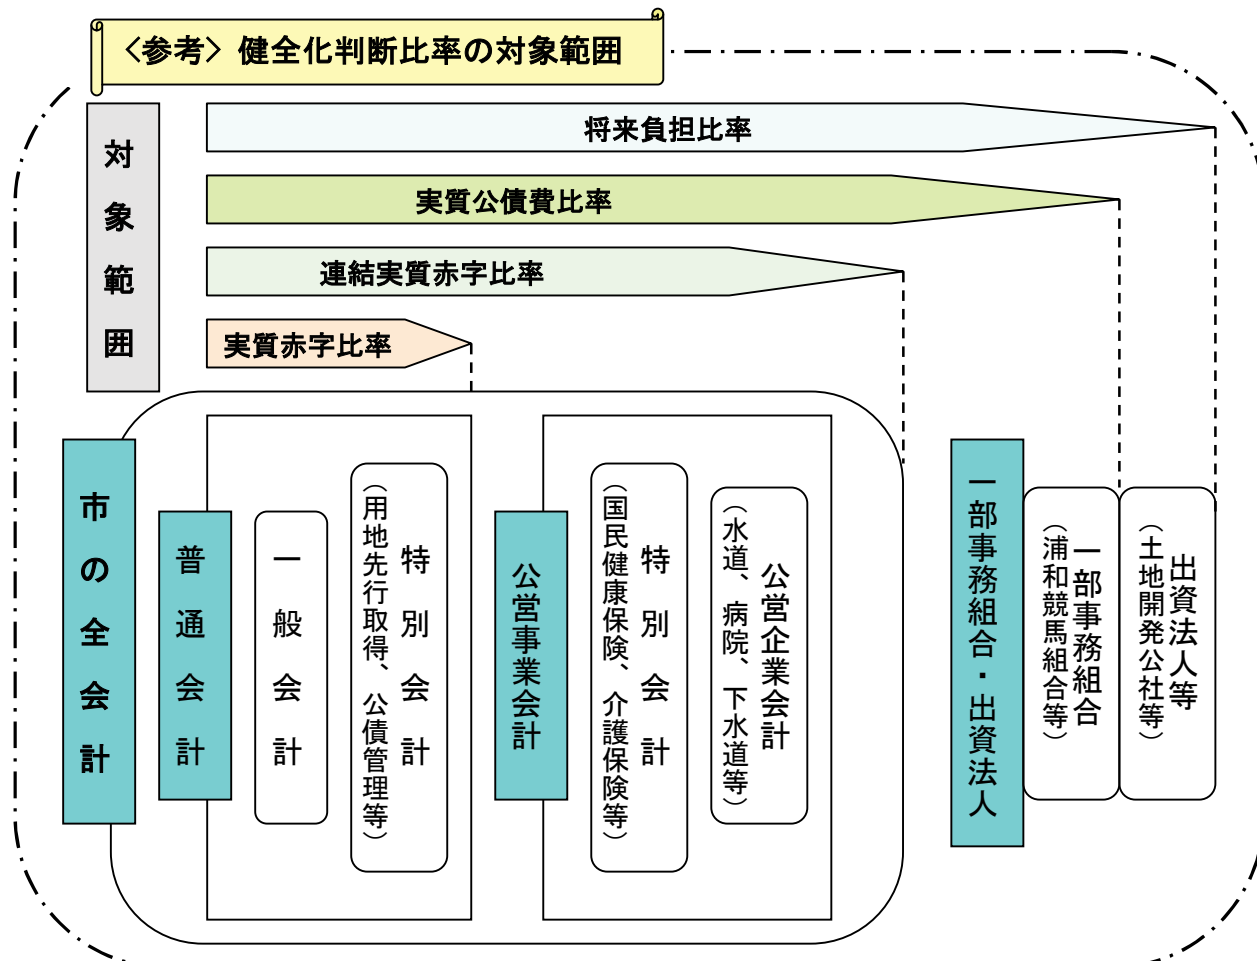 〈参考〉健全化判断比率の対象範囲
対象範囲
将来負担比率
実質公債費比率
連結実質赤字比率
実質赤字比率
市の全会計
普通会計
一般会計
特別会計
（用地先行取得、公債管理等）
公営事業会計
特別会計
（国民健康保険、介護保険等）
公営企業会計
（水道、病院、下水道等）
一部事務組合・出資法人
一部事務組合
（浦和競馬組合等）
出資法人等
（土地開発公社等）